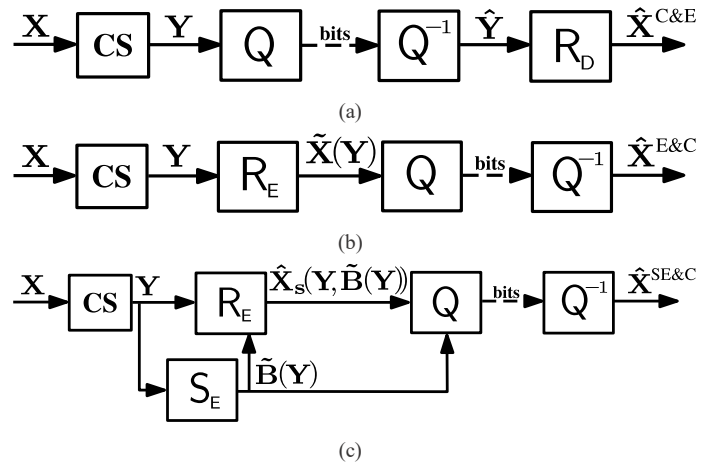 X CS Y Q bits Q⁻¹ Ŷ R_D X̂^C&E
(a)
X CS Y R_E X̃(Y) Q bits Q⁻¹ X̂^E&C
(b)
X CS Y R_E X̂_s(Y, B̃(Y)) Q bits Q⁻¹ X̂^SE&C
S_E B̃(Y)
(c)